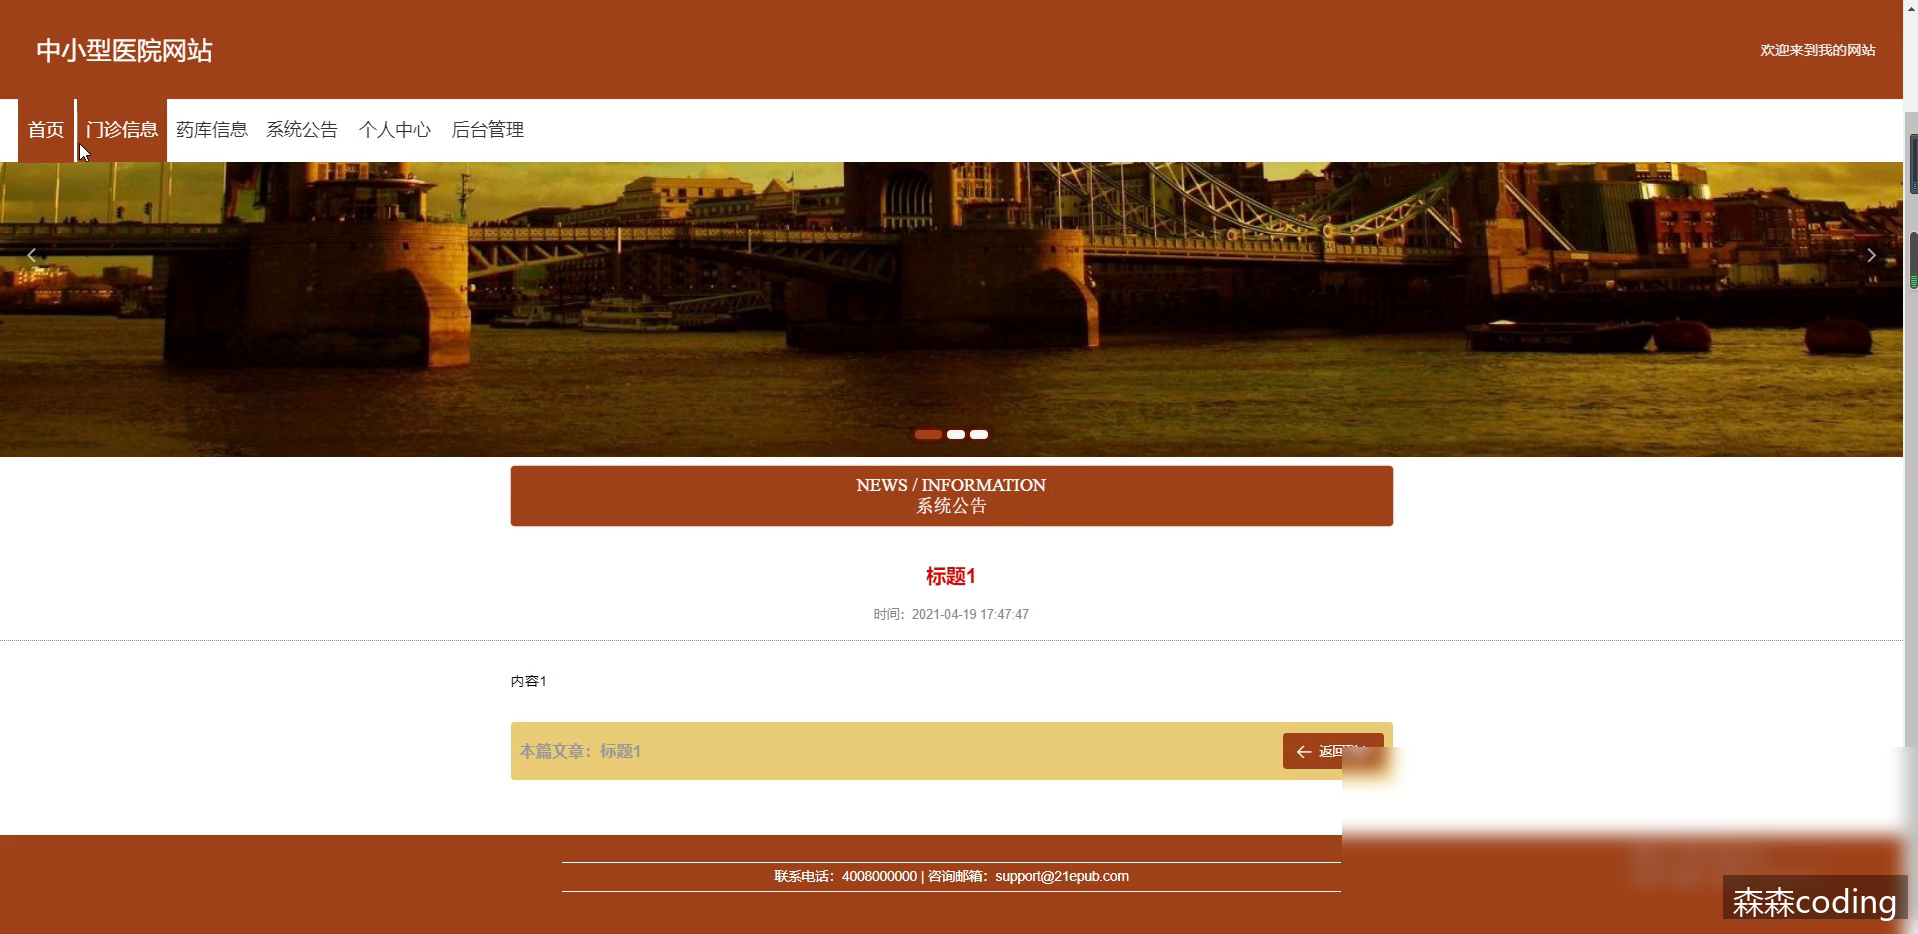 中小型医院网站
欢迎来到我的网站
首页 门诊信息 药库信息 系统公告 个人中心 后台管理
NEWS / INFORMATION
系统公告
标题1
时间：2021-04-19 17:47:47
内容1
本篇文章：标题1
返回
联系电话：4008000000 | 咨询邮箱：support@21epub.com
森森coding